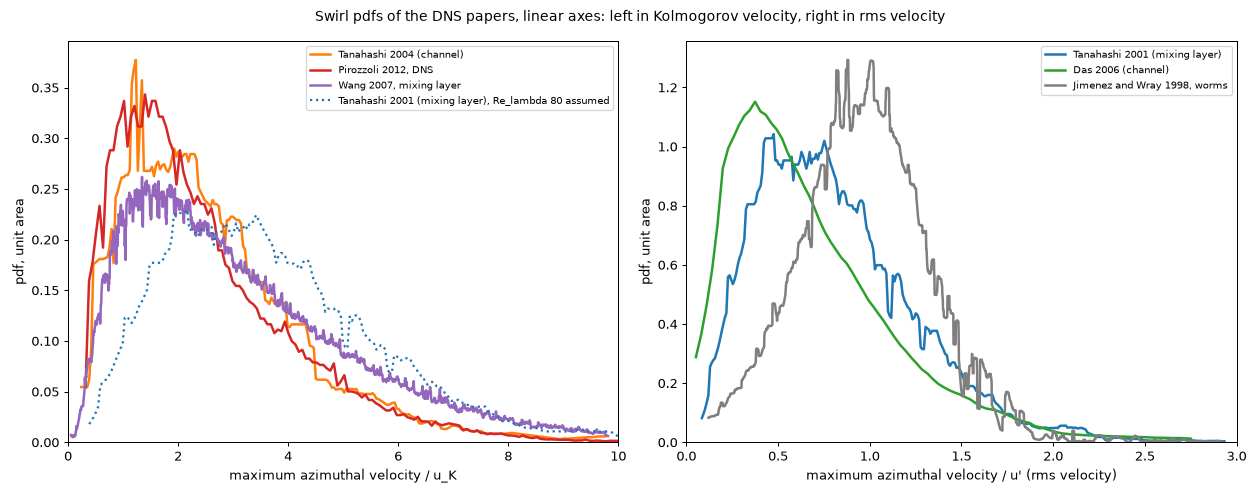 Swirl pdfs of the DNS papers, linear axes: left in Kolmogorov velocity, right in rms velocity
pdf, unit area
0.35
0.30
0.25
0.20
0.15
0.10
0.05
0.00
Tanahashi 2004 (channel)
Pirozzoli 2012, DNS
Wang 2007, mixing layer
Tanahashi 2001 (mixing layer), Re_lambda 80 assumed
0 2 4 6 8 10
maximum azimuthal velocity / u_K
pdf, unit area
1.2
1.0
0.8
0.6
0.4
0.2
0.0
Tanahashi 2001 (mixing layer)
Das 2006 (channel)
Jimenez and Wray 1998, worms
0.0 0.5 1.0 1.5 2.0 2.5 3.0
maximum azimuthal velocity / u' (rms velocity)